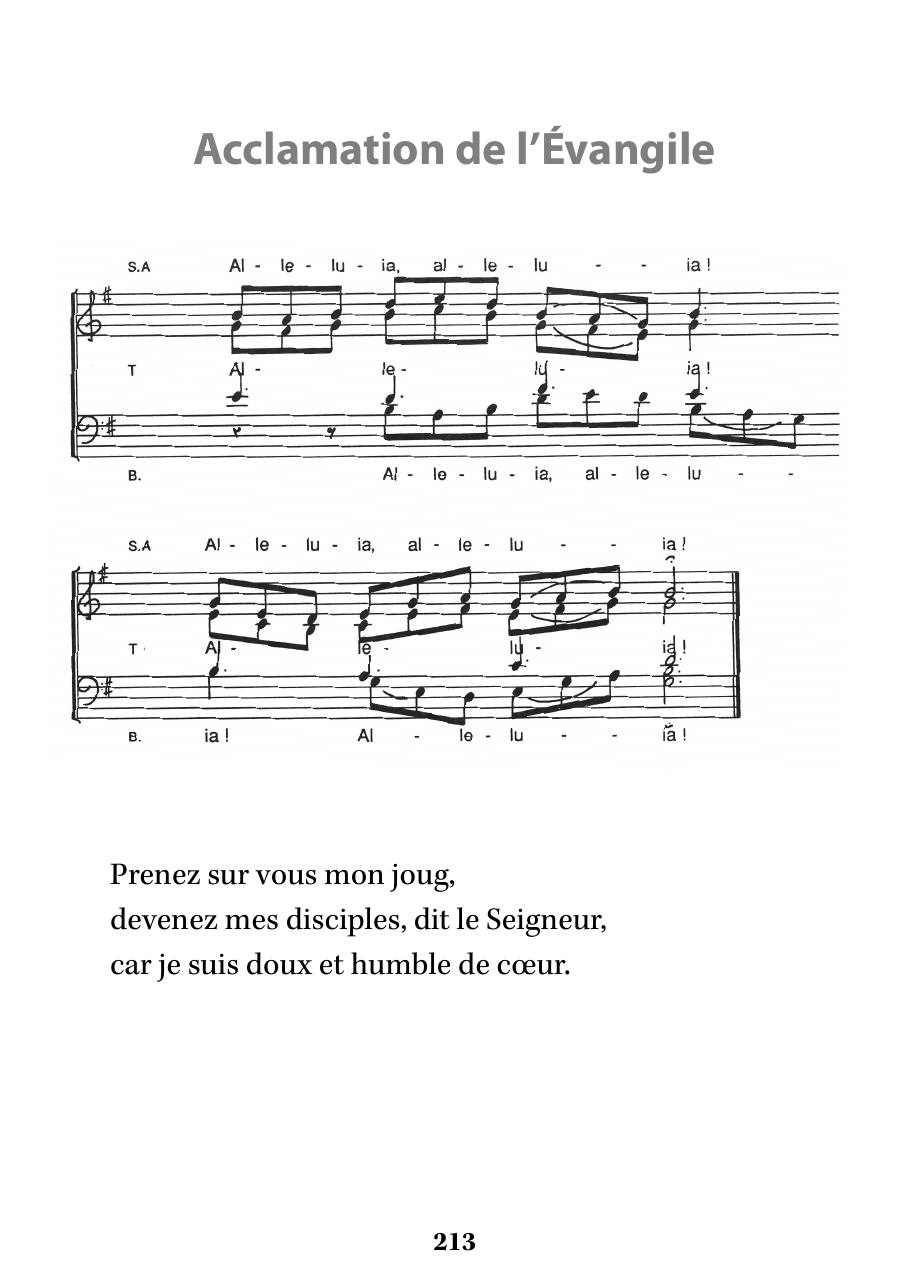 Acclamation de l’Évangile
S.A Al - le - lu - ia, al - le - lu - - ia !
T Al - le - lu - ia !
B. Al - le - lu - ia, al - le - lu - -
S.A Al - le - lu - ia, al - le - lu - - ia !
T Al - le - lu - ia !
B. ia ! Al - le - lu - - ia !
Prenez sur vous mon joug,
devenez mes disciples, dit le Seigneur,
car je suis doux et humble de cœur.
213